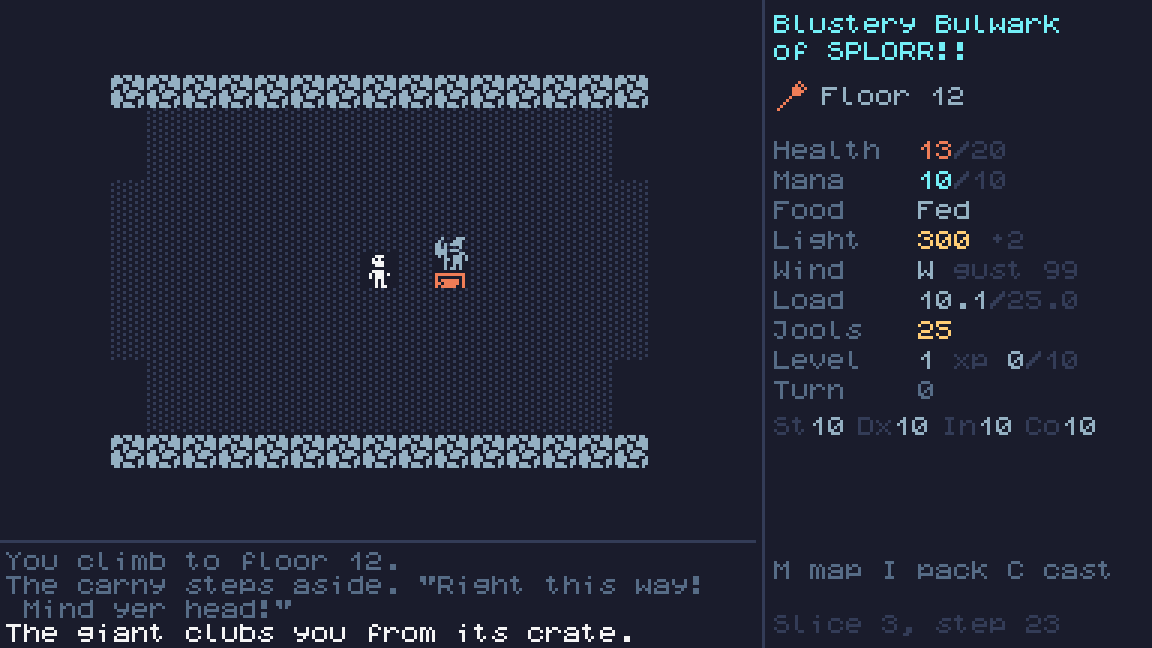 Blustery Bulwark
of SPLORR!!
Floor 12
Health 13/20
Mana 10/10
Food Fed
Light 300 +2
Wind W gust 99
Load 10.1/25.0
Jools 25
Level 1 xp 0/10
Turn 0
St10 Dx10 In10 Co10
M map I pack C cast
Slice 3, step 23
You climb to floor 12.
The carny steps aside. "Right this way!
Mind yer head!"
The giant clubs you from its crate.